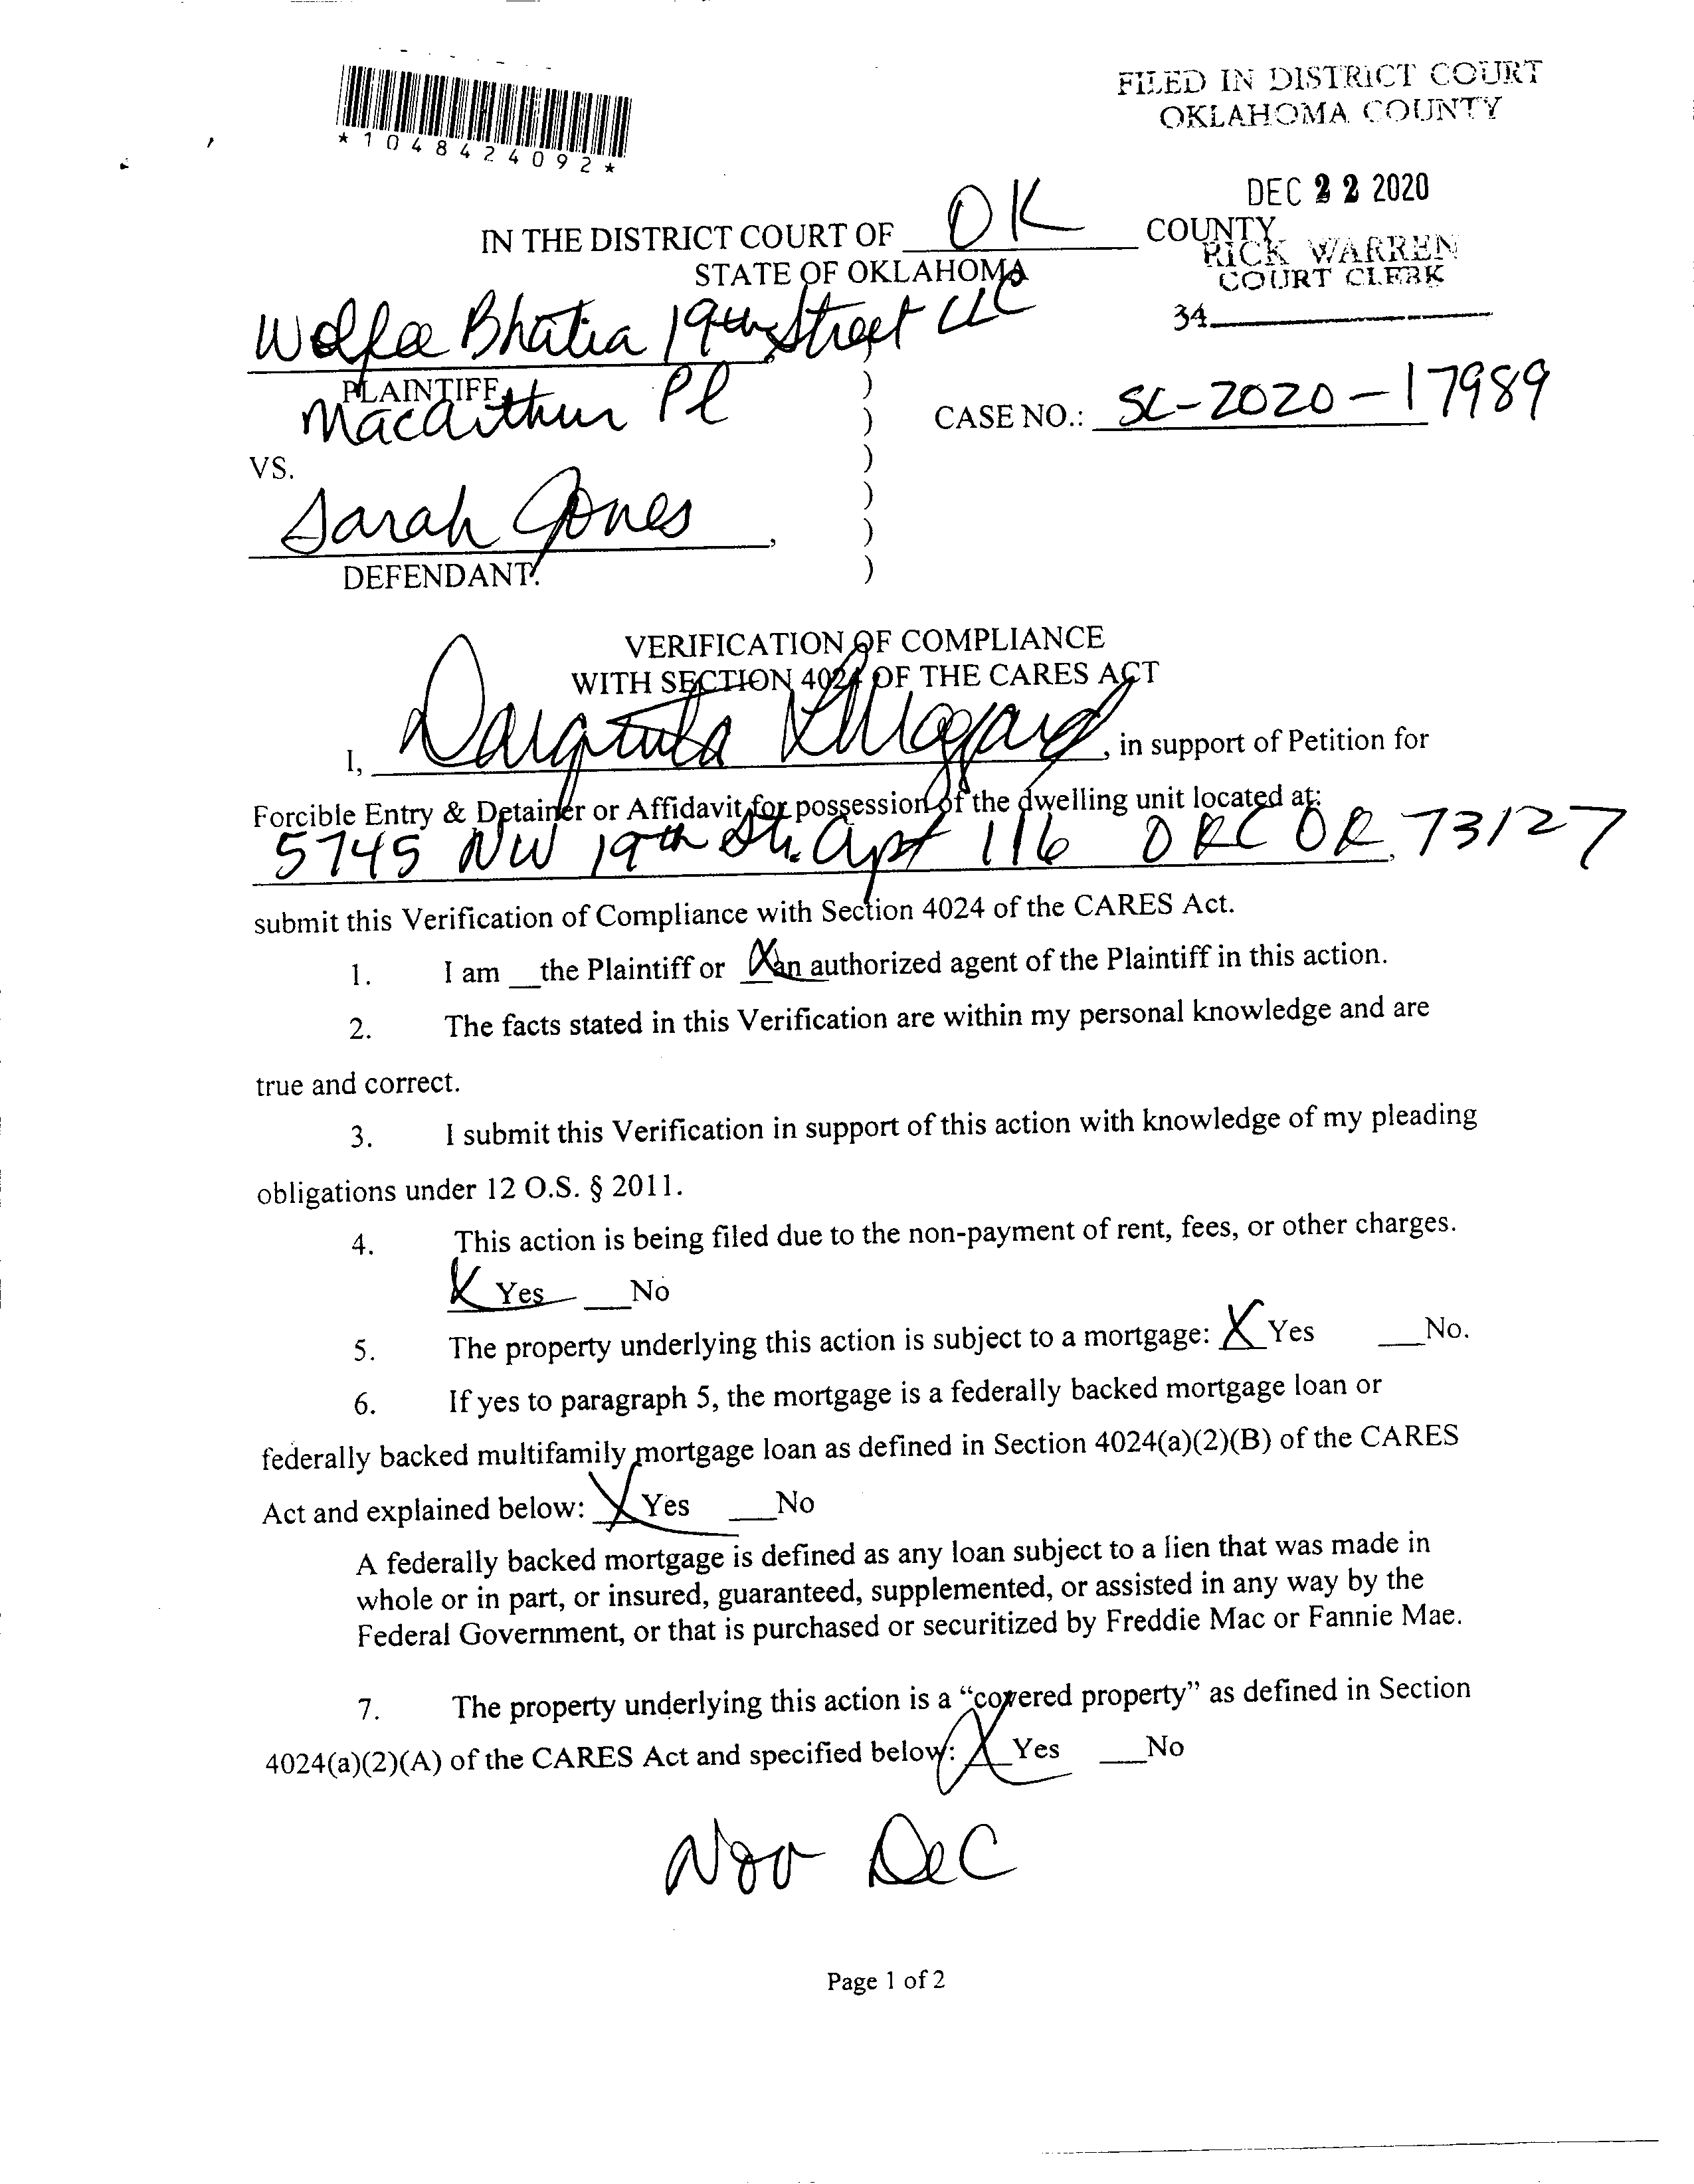 FILED IN DISTRICT COURT
OKLAHOMA COUNTY
*1048424092*
DEC 22 2020
IN THE DISTRICT COURT OF OK COUNTY
STATE OF OKLAHOMA
RICK WARREN
COURT CLERK
34
Wolfe Bhatia 19th Street LLC
PLAINTIFF,
Macarthur Pl
CASE NO.: SC-2020-17989
VS.
Sarah Jones,
DEFENDANT.
VERIFICATION OF COMPLIANCE
WITH SECTION 4024 OF THE CARES ACT
I, , in support of Petition for
Forcible Entry & Detainer or Affidavit for possession of the dwelling unit located at:
5745 NW 19th St. Apt 116 OKC OK 73127,
submit this Verification of Compliance with Section 4024 of the CARES Act.
1. I am __the Plaintiff or X an authorized agent of the Plaintiff in this action.
2. The facts stated in this Verification are within my personal knowledge and are
true and correct.
3. I submit this Verification in support of this action with knowledge of my pleading
obligations under 12 O.S. § 2011.
4. This action is being filed due to the non-payment of rent, fees, or other charges.
X Yes __No
5. The property underlying this action is subject to a mortgage: X Yes __No.
6. If yes to paragraph 5, the mortgage is a federally backed mortgage loan or
federally backed multifamily mortgage loan as defined in Section 4024(a)(2)(B) of the CARES
Act and explained below: X Yes __No
A federally backed mortgage is defined as any loan subject to a lien that was made in
whole or in part, or insured, guaranteed, supplemented, or assisted in any way by the
Federal Government, or that is purchased or securitized by Freddie Mac or Fannie Mae.
7. The property underlying this action is a “covered property” as defined in Section
4024(a)(2)(A) of the CARES Act and specified below: X Yes __No
Nov Dec
Page 1 of 2